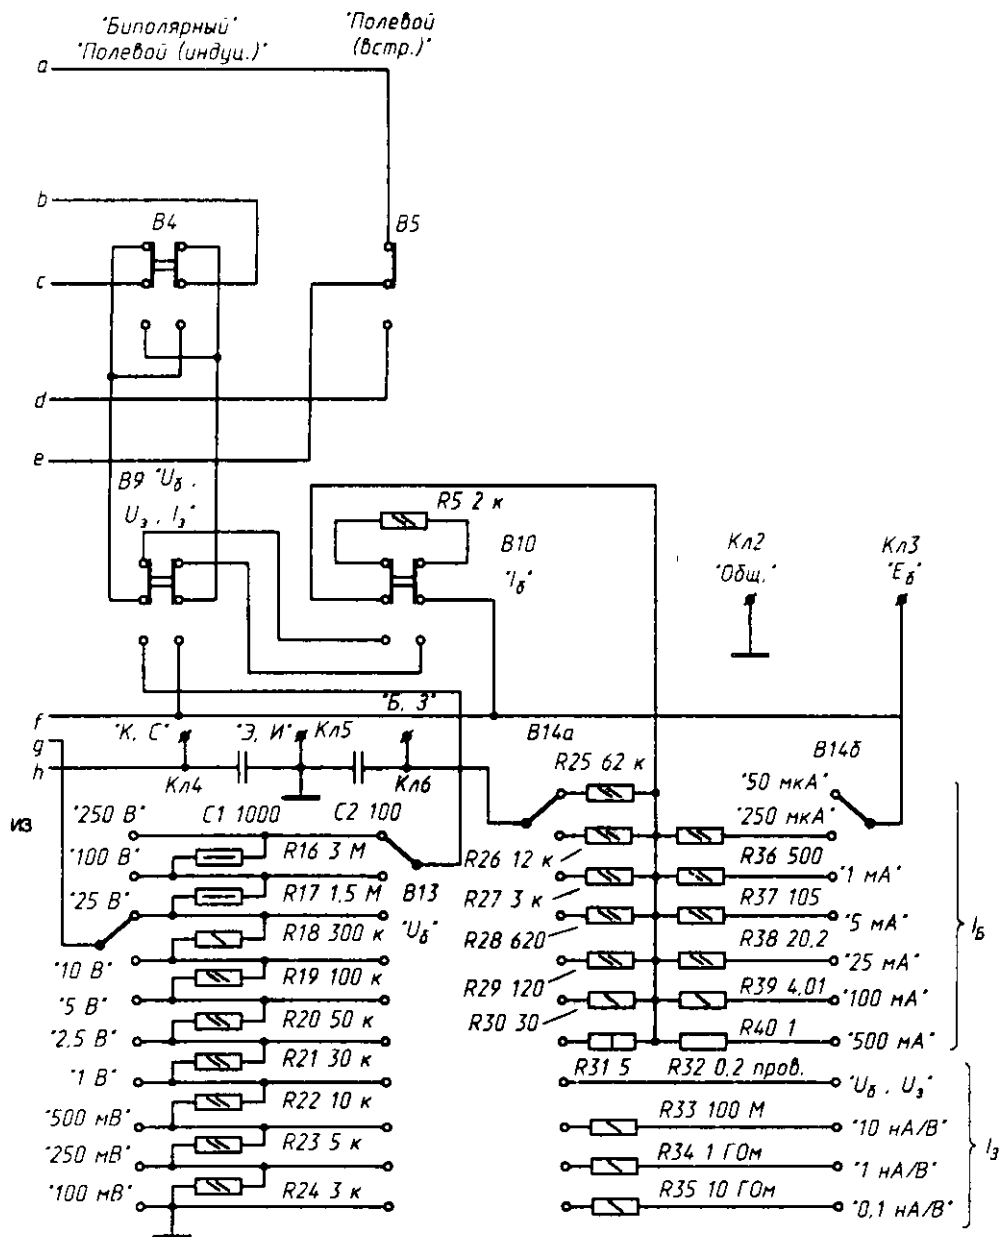 "Биполярный"
"Полевой (индуц.)"
"Полевой
(встр.)"
a
b
B4
B5
c
d
e
B9 "Uб,
Uз, Iз"
R5 2 к
B10
"Iб"
Кл2
"Общ."
Кл3
"Eб"
f
g
h
"К, С"
"Э, И"
Кл5
"Б, З"
B14а
B14б
Кл4
Кл6
R25 62 к
"50 мкА"
из
"250 В"
C1 1000
C2 100
"250 мкА"
"100 В"
R16 3 М
R26 12 к
R36 500
"25 В"
R17 1,5 М
B13
R27 3 к
"1 мА"
R37 105
R18 300 к
"Uб"
R28 620
"5 мА"
R38 20,2
"10 В"
R19 100 к
R29 120
"25 мА"
R39 4,01
"5 В"
R20 50 к
R30 30
"100 мА"
"2,5 В"
R21 30 к
R40 1
"500 мА"
IБ
"1 В"
R31 5
R32 0,2 пров.
"Uб, Uз"
R22 10 к
"500 мВ"
R33 100 М
"10 нА/В"
R23 5 к
"250 мВ"
R34 1 ГОм
"1 нА/В"
Iз
"100 мВ"
R24 3 к
R35 10 ГОм
"0,1 нА/В"